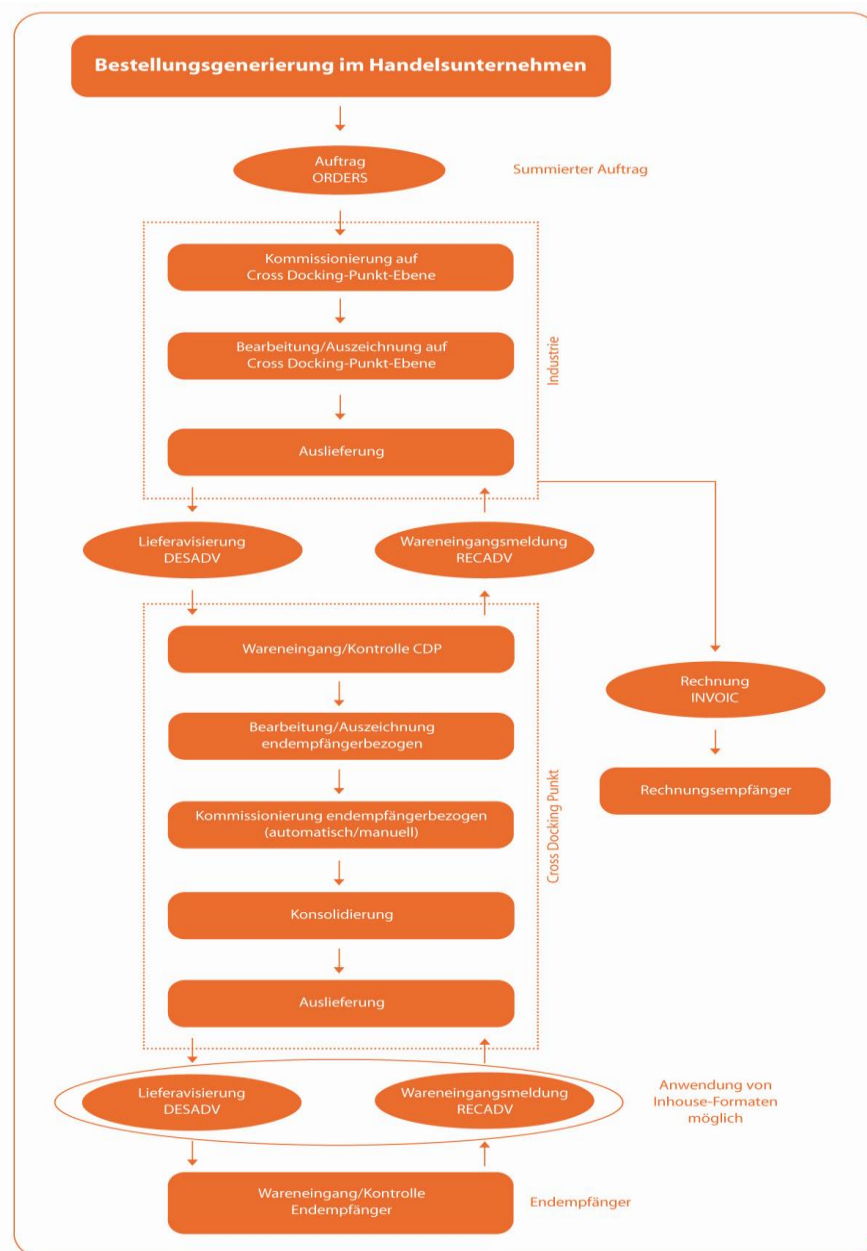 Bestellungsgenerierung im Handelsunternehmen
Auftrag
ORDERS
Summierter Auftrag
Kommissionierung auf
Cross Docking-Punkt-Ebene
Bearbeitung/Auszeichnung auf
Cross Docking-Punkt-Ebene
Industrie
Auslieferung
Lieferavisierung
DESADV
Wareneingangsmeldung
RECADV
Wareneingang/Kontrolle CDP
Rechnung
INVOIC
Bearbeitung/Auszeichnung
endempfängerbezogen
Rechnungsempfänger
Kommissionierung endempfängerbezogen
(automatisch/manuell)
Cross Docking Punkt
Konsolidierung
Auslieferung
Lieferavisierung
DESADV
Wareneingangsmeldung
RECADV
Anwendung von
Inhouse-Formaten
möglich
Wareneingang/Kontrolle
Endempfänger
Endempfänger